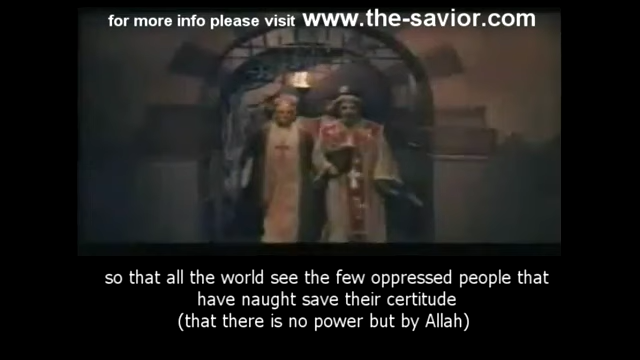 for more info please visit www.the-savior.com
so that all the world see the few oppressed people that
have naught save their certitude
(that there is no power but by Allah)